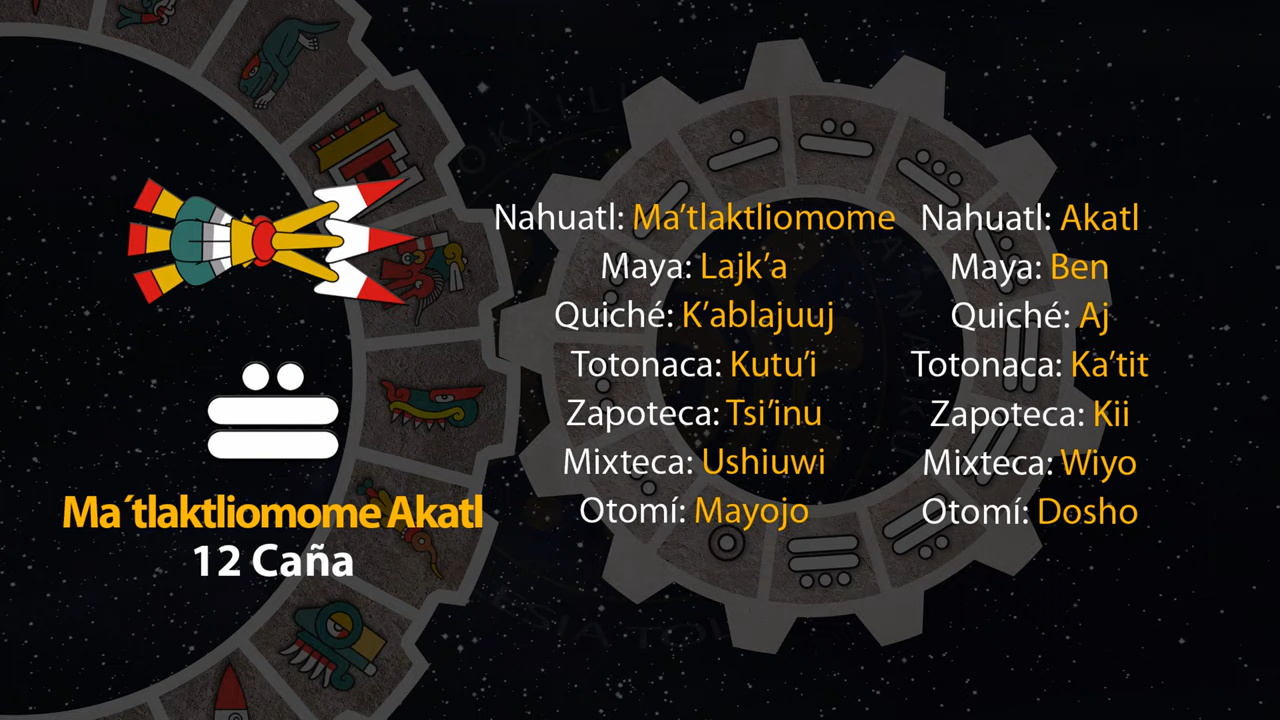 Ma´tlaktliomome Akatl
12 Caña
Nahuatl: Ma’tlaktliomome
Maya: Lajk’a
Quiché: K’ablajuuj
Totonaca: Kutu’i
Zapoteca: Tsi’inu
Mixteca: Ushiuwi
Otomí: Mayojo
Nahuatl: Akatl
Maya: Ben
Quiché: Aj
Totonaca: Ka’tit
Zapoteca: Kii
Mixteca: Wiyo
Otomí: Dosho